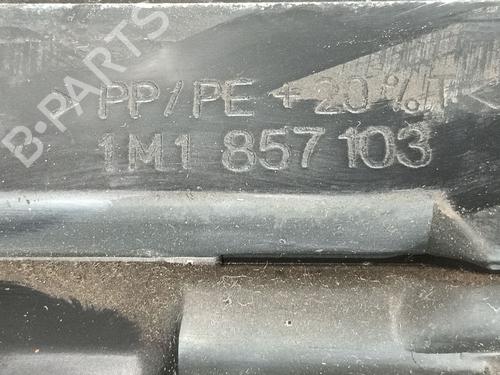 > PP/PE + 20%T <
1M1 857 103
B-PARTS